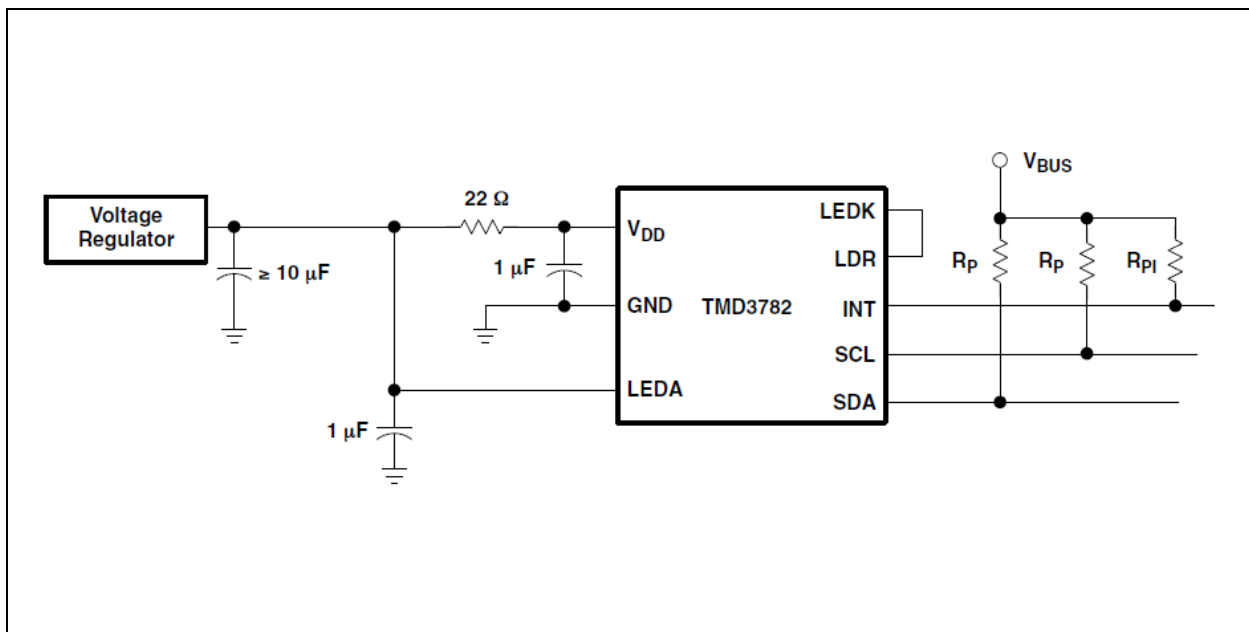 Voltage
Regulator
≥ 10 μF
22 Ω
1 μF
1 μF
V_DD
GND
LEDA
TMD3782
LEDK
LDR
INT
SCL
SDA
V_BUS
R_P
R_P
R_PI